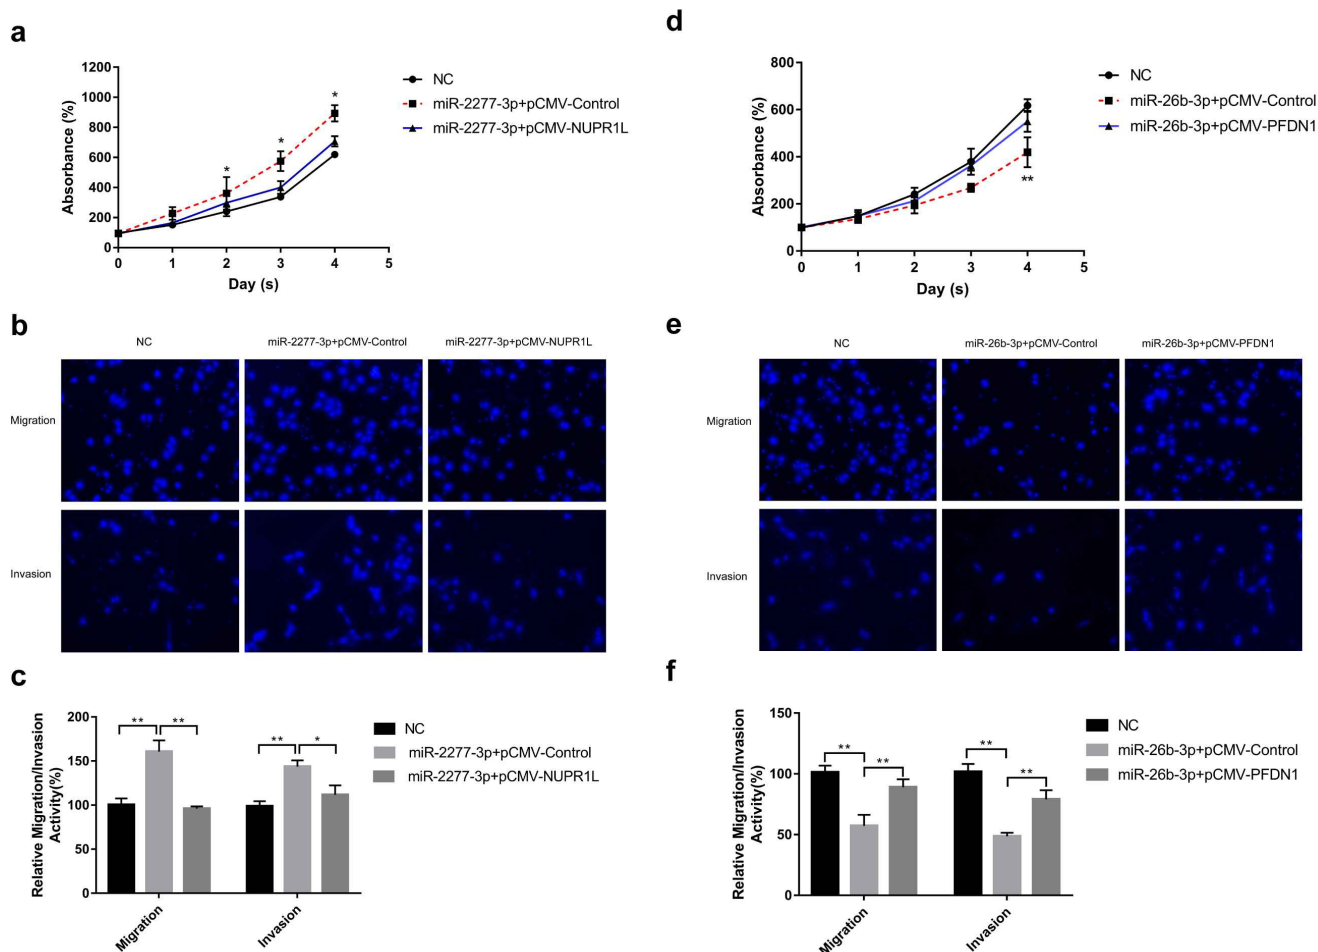 a
1200
1000
800
600
400
200
0
Absorbance (%)
0 1 2 3 4 5
Day (s)
* * *
NC
miR-2277-3p+pCMV-Control
miR-2277-3p+pCMV-NUPR1L
d
800
600
400
200
0
Absorbance (%)
0 1 2 3 4 5
Day (s)
**
NC
miR-26b-3p+pCMV-Control
miR-26b-3p+pCMV-PFDN1
b
NC miR-2277-3p+pCMV-Control miR-2277-3p+pCMV-NUPR1L
Migration
Invasion
e
NC miR-26b-3p+pCMV-Control miR-26b-3p+pCMV-PFDN1
Migration
Invasion
c
200
150
100
50
0
Relative Migration/Invasion
Activity(%)
** ** ** *
Migration Invasion
NC
miR-2277-3p+pCMV-Control
miR-2277-3p+pCMV-NUPR1L
f
150
100
50
0
Relative Migration/Invasion
Activity(%)
** ** ** **
Migration Invasion
NC
miR-26b-3p+pCMV-Control
miR-26b-3p+pCMV-PFDN1